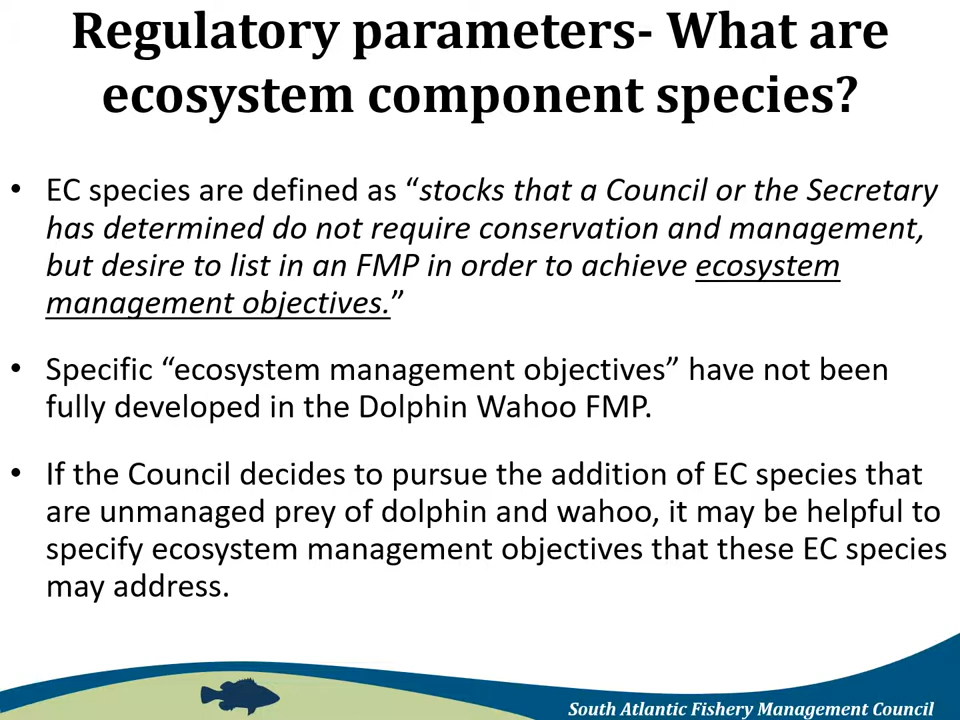 Regulatory parameters- What are
ecosystem component species?
• EC species are defined as “stocks that a Council or the Secretary
has determined do not require conservation and management,
but desire to list in an FMP in order to achieve ecosystem
management objectives.”
• Specific “ecosystem management objectives” have not been
fully developed in the Dolphin Wahoo FMP.
• If the Council decides to pursue the addition of EC species that
are unmanaged prey of dolphin and wahoo, it may be helpful to
specify ecosystem management objectives that these EC species
may address.
South Atlantic Fishery Management Council